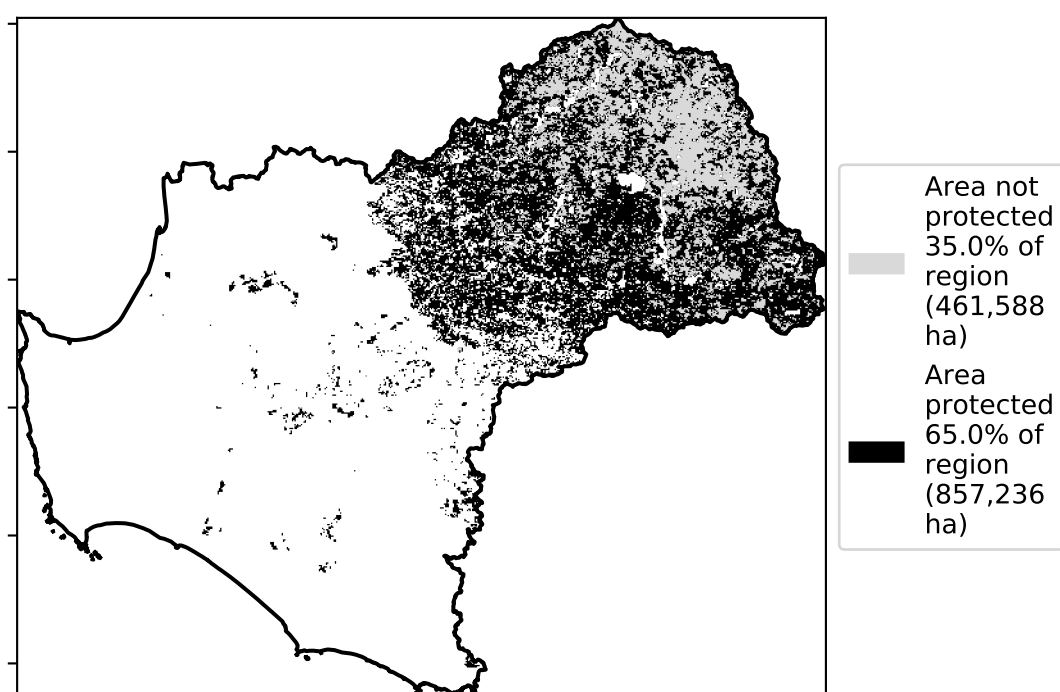 Area not
protected
35.0% of
region
(461,588
ha)
Area
protected
65.0% of
region
(857,236
ha)